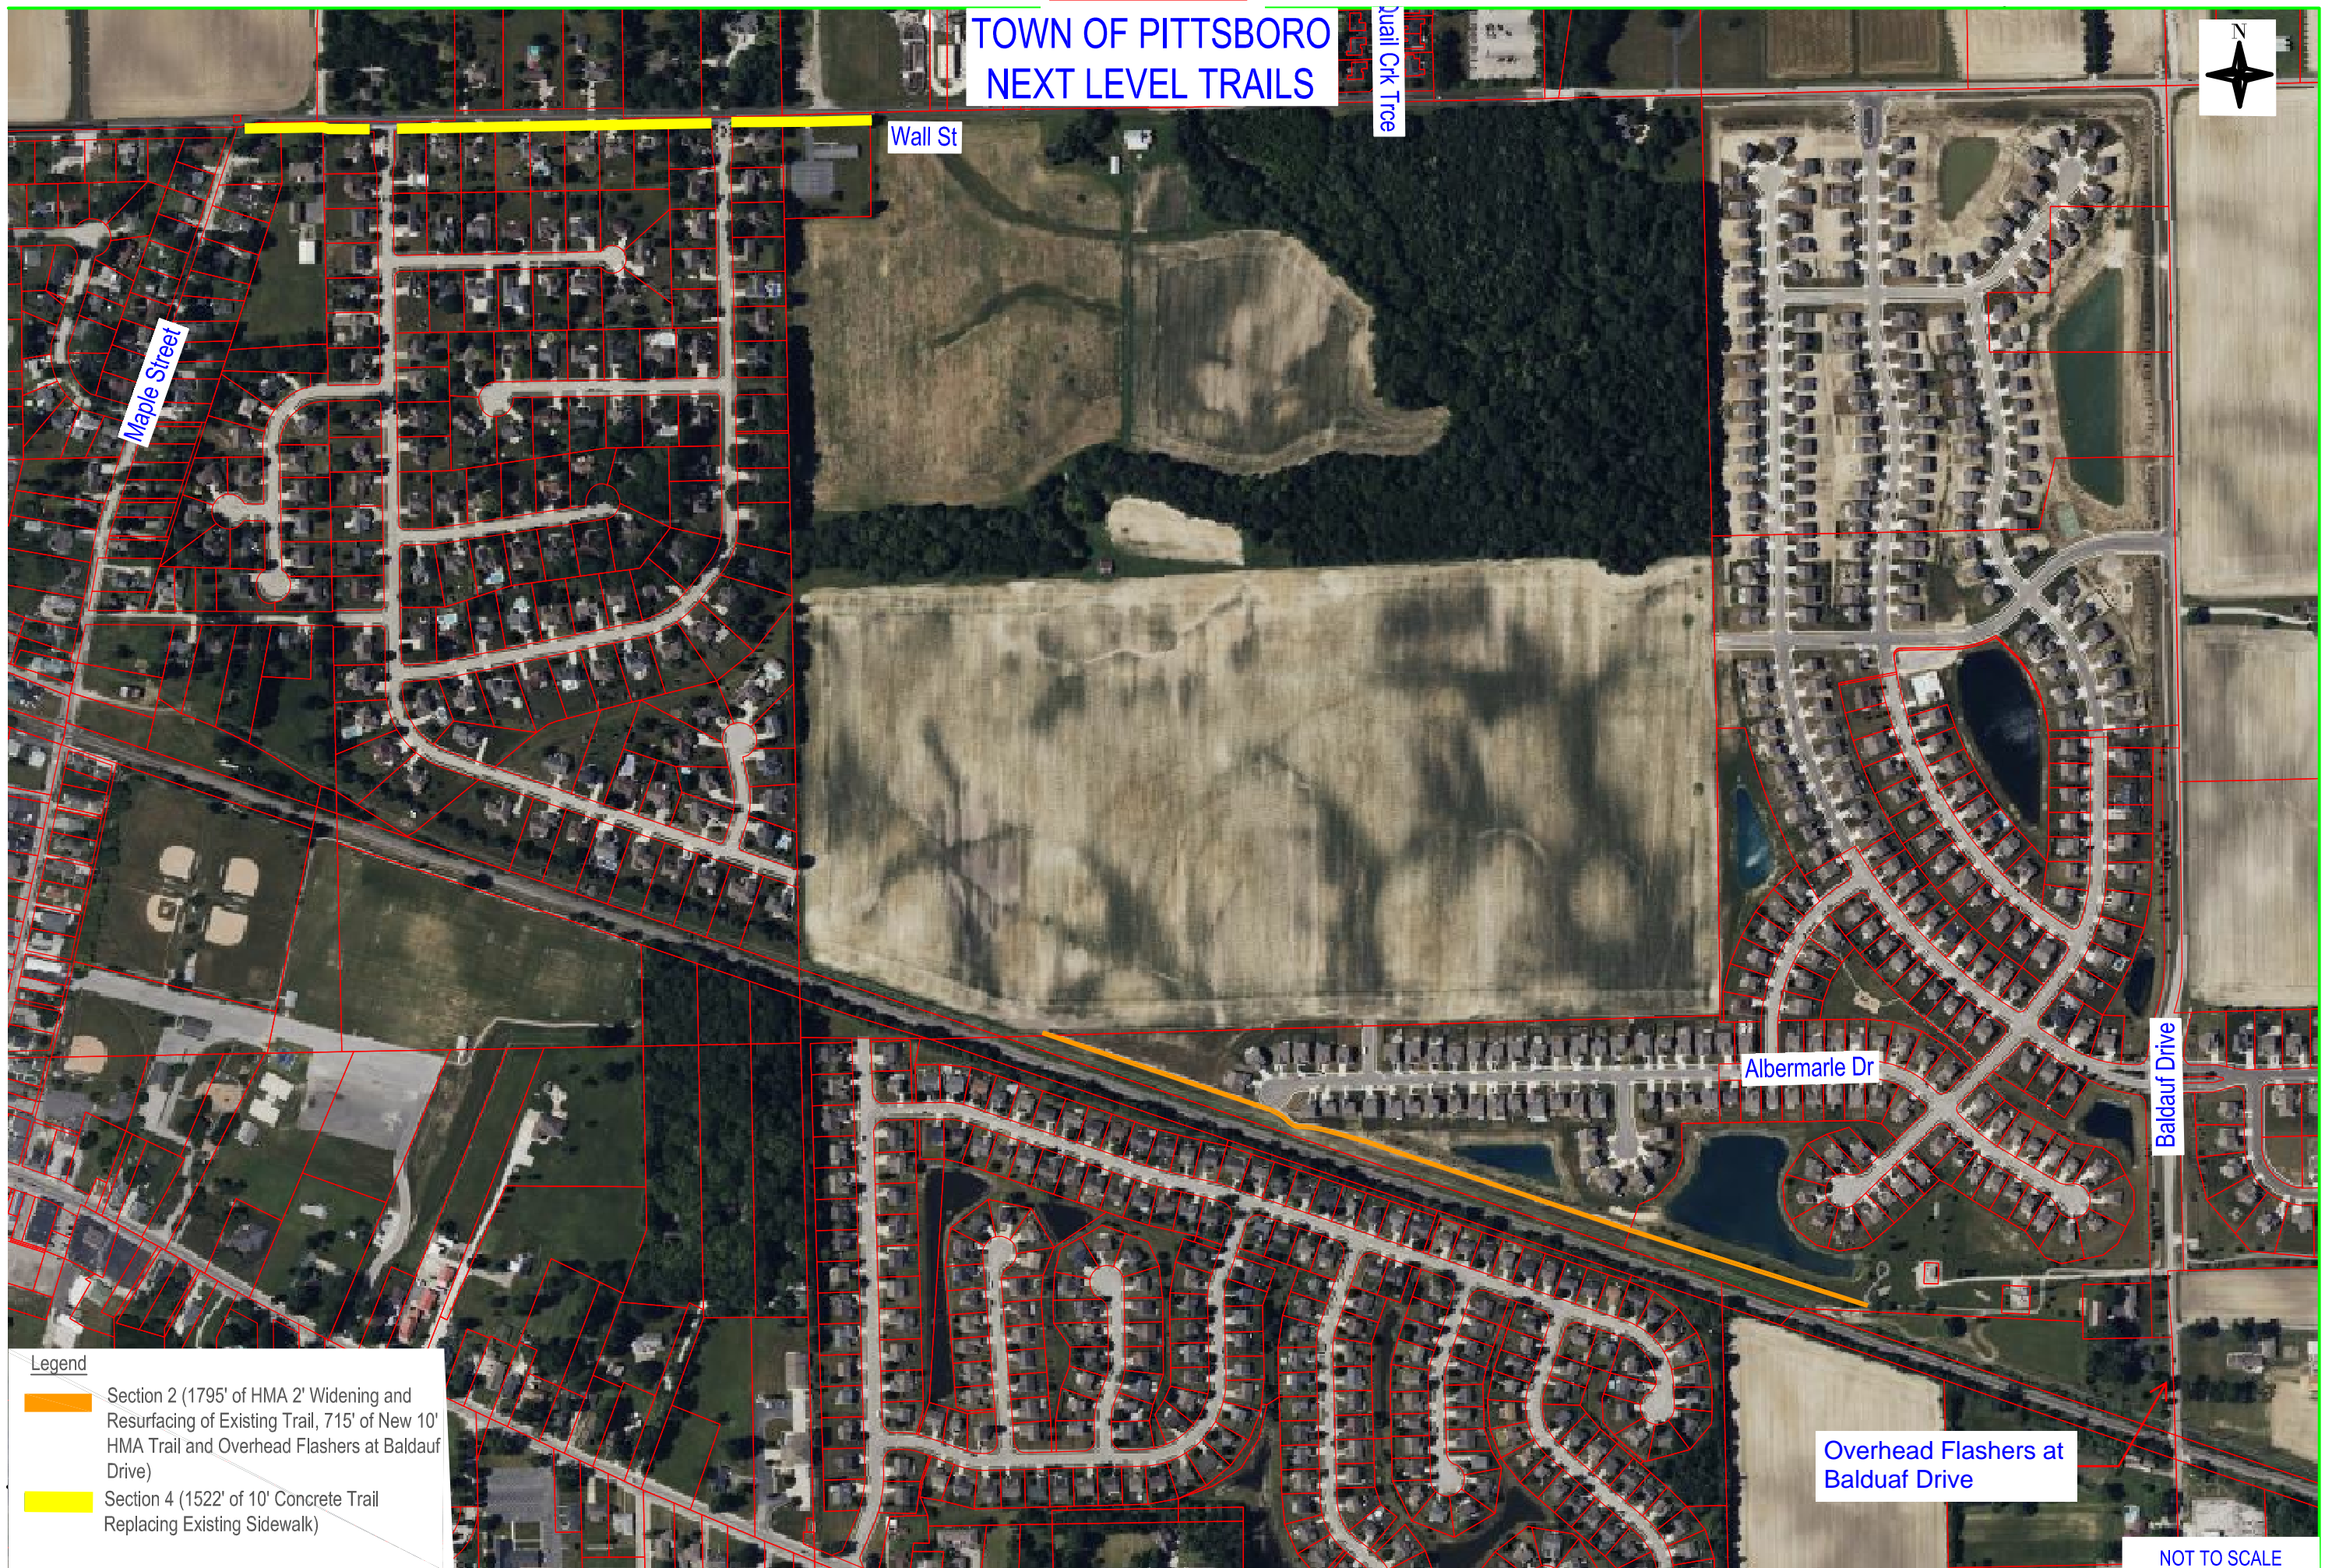 TOWN OF PITTSBORO
NEXT LEVEL TRAILS
Quail Crk Trce
N
Wall St
Maple Street
Albermarle Dr
Baldauf Drive
Overhead Flashers at
Balduaf Drive
Legend
Section 2 (1795' of HMA 2' Widening and
Resurfacing of Existing Trail, 715' of New 10'
HMA Trail and Overhead Flashers at Baldauf
Drive)
Section 4 (1522' of 10' Concrete Trail
Replacing Existing Sidewalk)
NOT TO SCALE